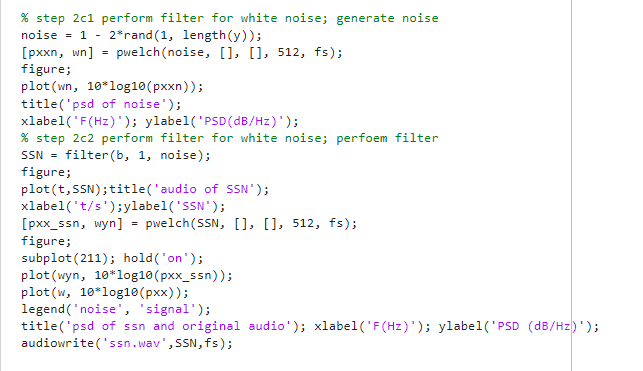 % step 2c1 perform filter for white noise; generate noise
noise = 1 - 2*rand(1, length(y));
[pxxn, wn] = pwelch(noise, [], [], 512, fs);
figure;
plot(wn, 10*log10(pxxn));
title('psd of noise');
xlabel('F(Hz)'); ylabel('PSD(dB/Hz)');
% step 2c2 perform filter for white noise; perfoem filter
SSN = filter(b, 1, noise);
figure;
plot(t,SSN);title('audio of SSN');
xlabel('t/s');ylabel('SSN');
[pxx_ssn, wyn] = pwelch(SSN, [], [], 512, fs);
figure;
subplot(211); hold('on');
plot(wyn, 10*log10(pxx_ssn));
plot(w, 10*log10(pxx));
legend('noise', 'signal');
title('psd of ssn and original audio'); xlabel('F(Hz)'); ylabel('PSD (dB/Hz)');
audiowrite('ssn.wav',SSN,fs);